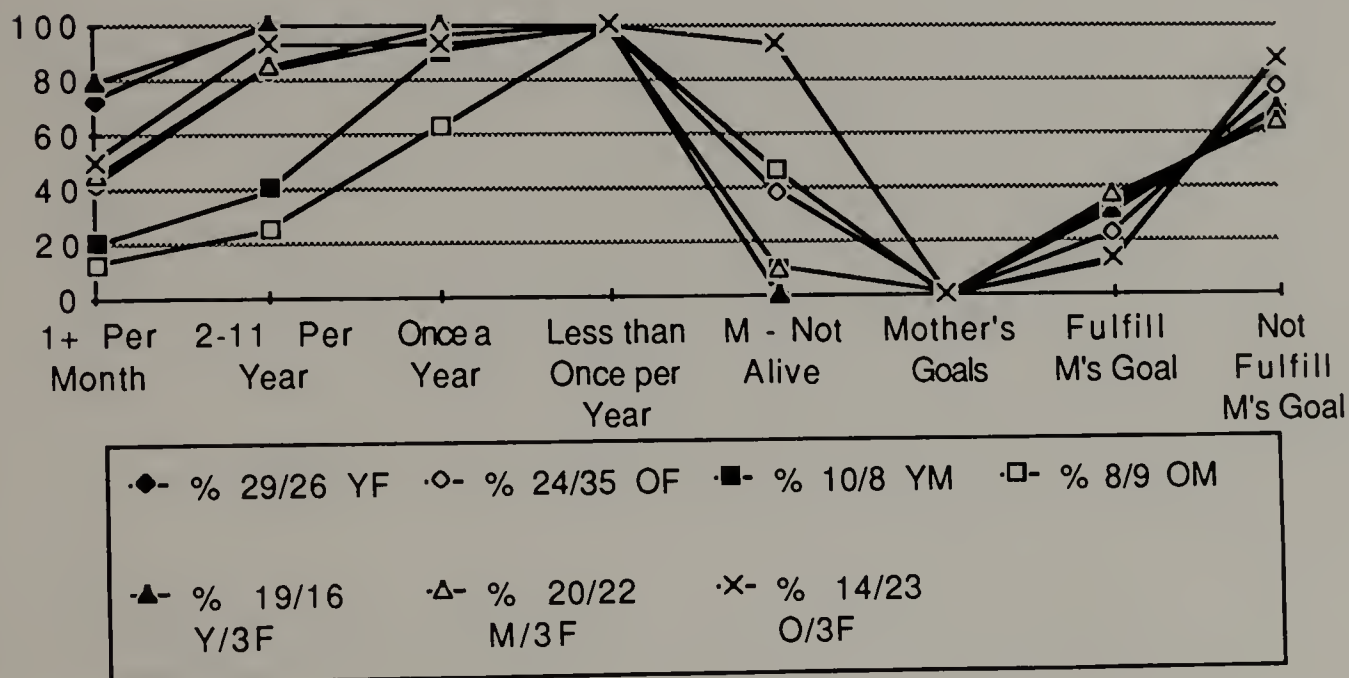 100
80
60
40
20
0
1+ Per Month
2-11 Per Year
Once a Year
Less than Once per Year
M - Not Alive
Mother's Goals
Fulfill M's Goal
Not Fulfill M's Goal
% 29/26 YF
% 24/35 OF
% 10/8 YM
% 8/9 OM
% 19/16 Y/3F
% 20/22 M/3F
% 14/23 O/3F